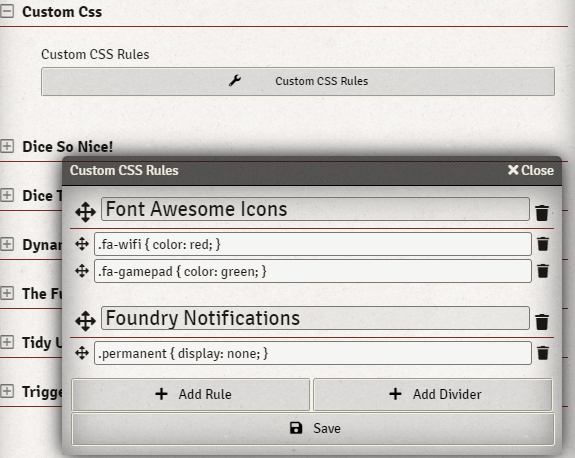 Custom Css
Custom CSS Rules
Custom CSS Rules
Dice So Nice!
Custom CSS Rules
Close
Dice T
Font Awesome Icons
Dynar
.fa-wifi { color: red; }
.fa-gamepad { color: green; }
The Fu
Foundry Notifications
Tidy U
.permanent { display: none; }
Trigge
Add Rule
Add Divider
Save